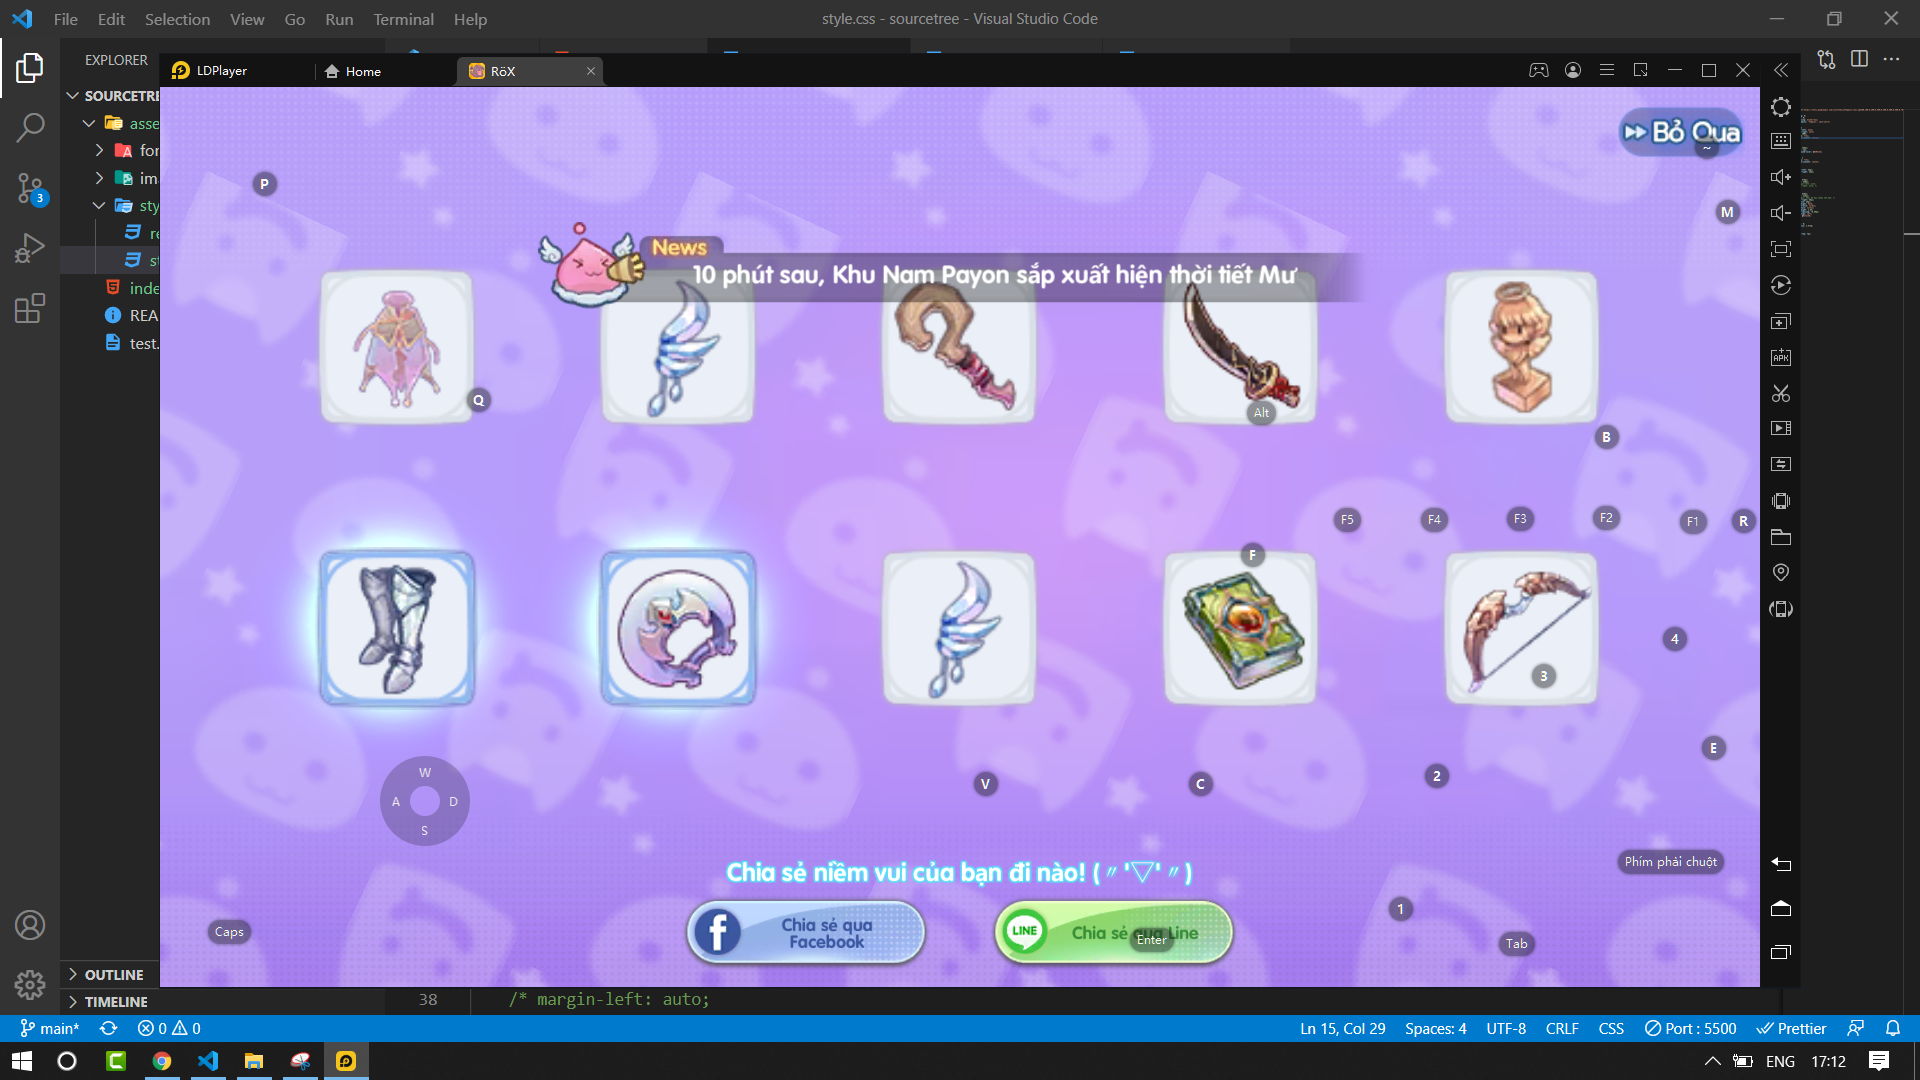 File Edit Selection View Go Run Terminal Help
style.css - sourcetree - Visual Studio Code
EXPLORER
LDPlayer
Home
RöX
SOURCETRE
asse
for
ima
sty
re
st
inde
REA
test.
Bỏ Qua
~
P
M
News
10 phút sau, Khu Nam Payon sắp xuất hiện thời tiết Mư
APK
Q
Alt
B
F5
F4
F3
F2
F1
R
F
4
3
E
W
A
D
S
V
C
2
Chia sẻ niềm vui của bạn đi nào! (〃'▽'〃)
Phím phải chuột
1
Caps
f
Chia sẻ qua
Facebook
LINE
Chia sẻ qua Line
Enter
Tab
3
OUTLINE
TIMELINE
38 /* margin-left: auto;
main*
0
0
Ln 15, Col 29
Spaces: 4
UTF-8
CRLF
CSS
Port : 5500
Prettier
ENG
17:12